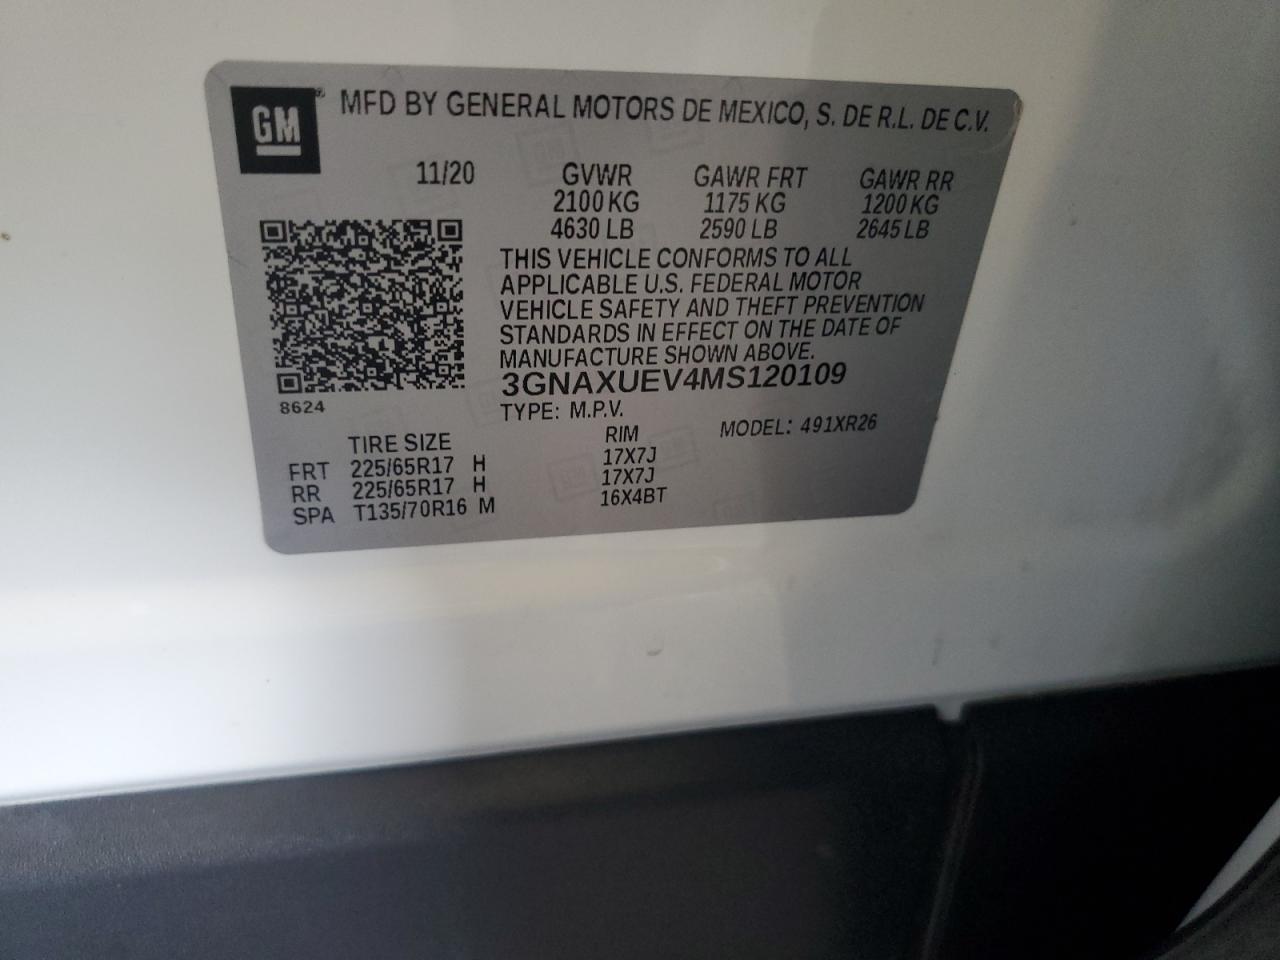 GM ® MFD BY GENERAL MOTORS DE MEXICO, S. DE R.L. DE C.V.
11/20 GVWR GAWR FRT GAWR RR
2100 KG 1175 KG 1200 KG
4630 LB 2590 LB 2645 LB
THIS VEHICLE CONFORMS TO ALL
APPLICABLE U.S. FEDERAL MOTOR
VEHICLE SAFETY AND THEFT PREVENTION
STANDARDS IN EFFECT ON THE DATE OF
MANUFACTURE SHOWN ABOVE.
3GNAXUEV4MS120109
8624
TYPE: M.P.V. MODEL: 491XR26
TIRE SIZE RIM
FRT 225/65R17 H 17X7J
RR 225/65R17 H 17X7J
SPA T135/70R16 M 16X4BT